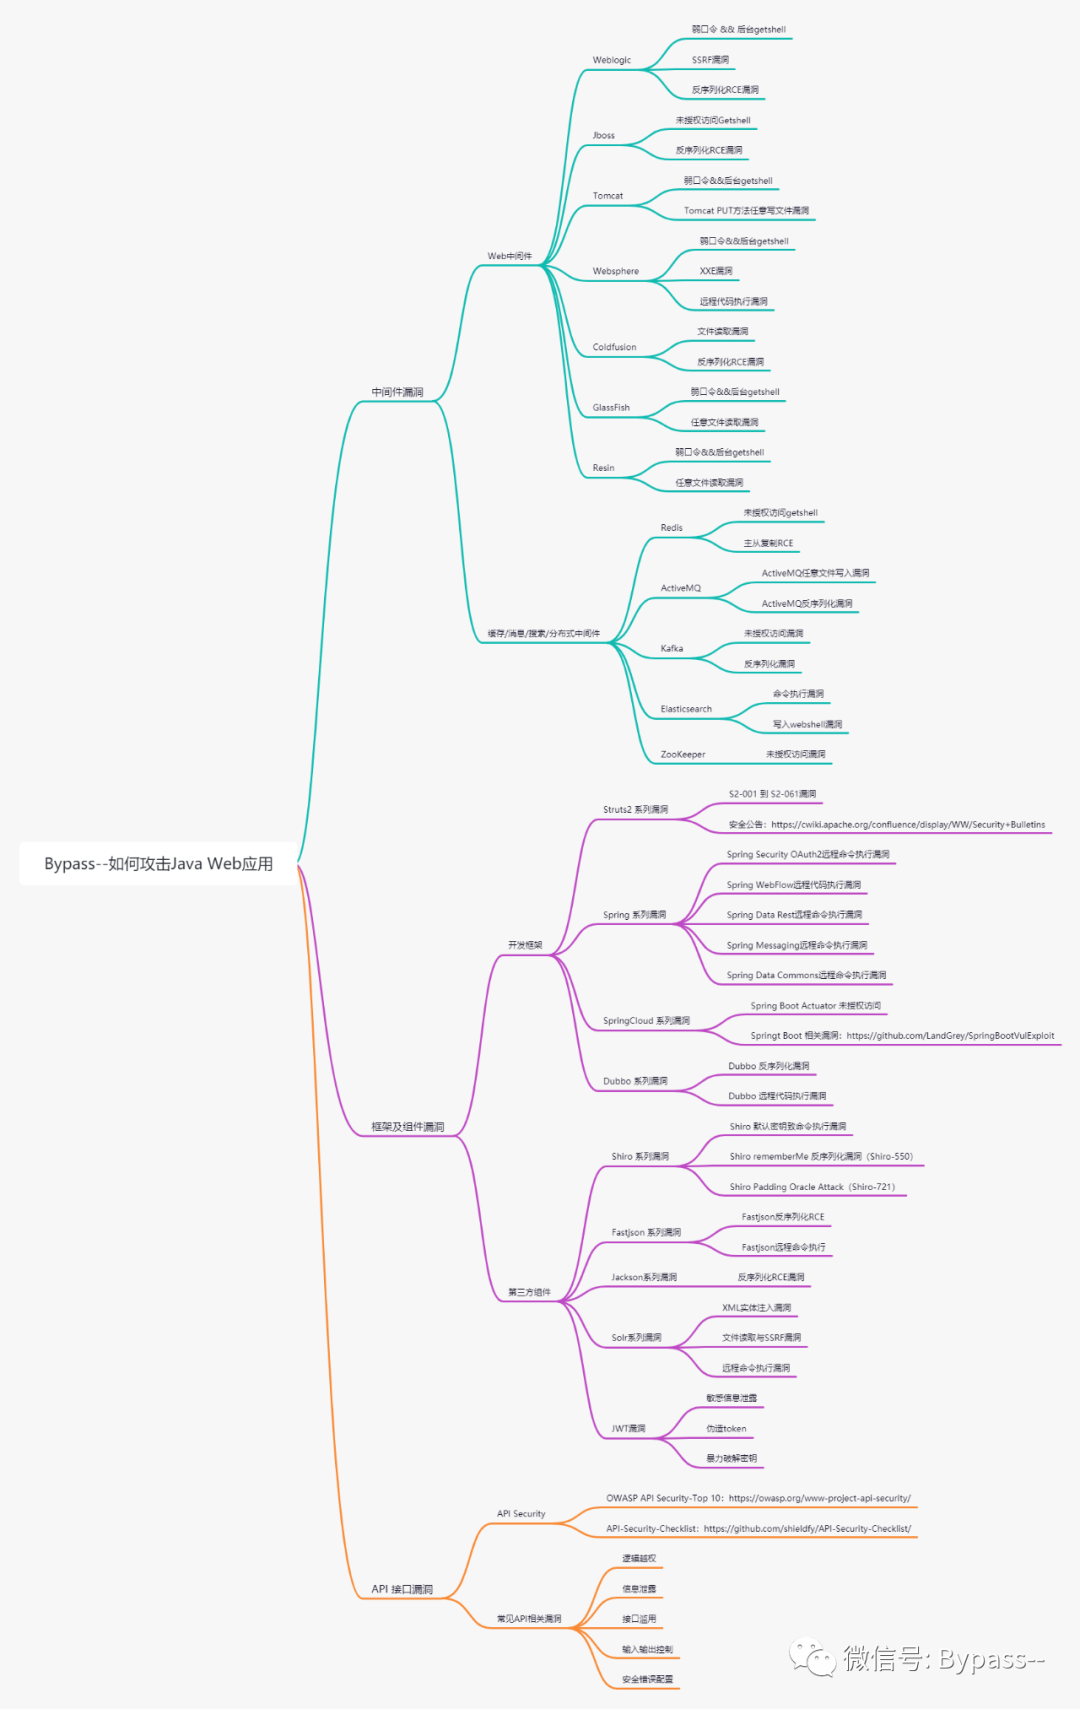 弱口令 && 后台getshell
Weblogic
SSRF漏洞
反序列化RCE漏洞
未授权访问Getshell
Jboss
反序列化RCE漏洞
弱口令&&后台getshell
Tomcat
Tomcat PUT方法任意写文件漏洞
弱口令&&后台getshell
Web中间件
Websphere
XXE漏洞
远程代码执行漏洞
文件读取漏洞
Coldfusion
反序列化RCE漏洞
中间件漏洞
弱口令&&后台getshell
GlassFish
任意文件读取漏洞
弱口令&&后台getshell
Resin
任意文件读取漏洞
未授权访问getshell
Redis
主从复制RCE
ActiveMQ任意文件写入漏洞
ActiveMQ
ActiveMQ反序列化漏洞
缓存/消息/搜索/分布式中间件
未授权访问漏洞
Kafka
反序列化漏洞
命令执行漏洞
Elasticsearch
写入webshell漏洞
ZooKeeper
未授权访问漏洞
S2-001 到 S2-061漏洞
Struts2 系列漏洞
安全公告：https://cwiki.apache.org/confluence/display/WW/Security+Bulletins
Bypass--如何攻击Java Web应用
Spring Security OAuth2远程命令执行漏洞
Spring WebFlow远程代码执行漏洞
Spring 系列漏洞
Spring Data Rest远程命令执行漏洞
开发框架
Spring Messaging远程命令执行漏洞
Spring Data Commons远程命令执行漏洞
Spring Boot Actuator 未授权访问
SpringCloud 系列漏洞
Springt Boot 相关漏洞：https://github.com/LandGrey/SpringBootVulExploit
Dubbo 反序列化漏洞
Dubbo 系列漏洞
Dubbo 远程代码执行漏洞
框架及组件漏洞
Shiro 默认密钥致命令执行漏洞
Shiro 系列漏洞
Shiro rememberMe 反序列化漏洞（Shiro-550）
Shiro Padding Oracle Attack（Shiro-721）
Fastjson反序列化RCE
Fastjson 系列漏洞
Fastjson远程命令执行
Jackson系列漏洞
反序列化RCE漏洞
第三方组件
XML实体注入漏洞
Solr系列漏洞
文件读取与SSRF漏洞
远程命令执行漏洞
敏感信息泄露
JWT漏洞
伪造token
暴力破解密钥
OWASP API Security-Top 10：https://owasp.org/www-project-api-security/
API Security
API-Security-Checklist：https://github.com/shieldfy/API-Security-Checklist/
API 接口漏洞
逻辑越权
信息泄露
常见API相关漏洞
接口滥用
输入输出控制
安全错误配置
微信号: Bypass--